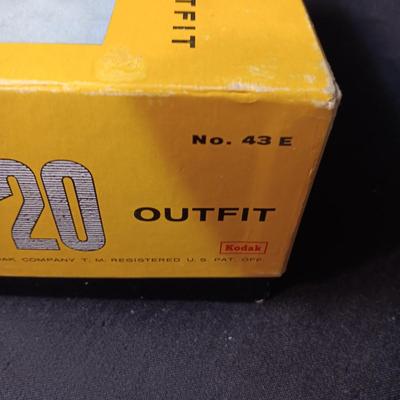 TFIT
No. 43 E
20
OUTFIT
Kodak
AK COMPANY T. M. REGISTERED U. S. PAT. OFF.